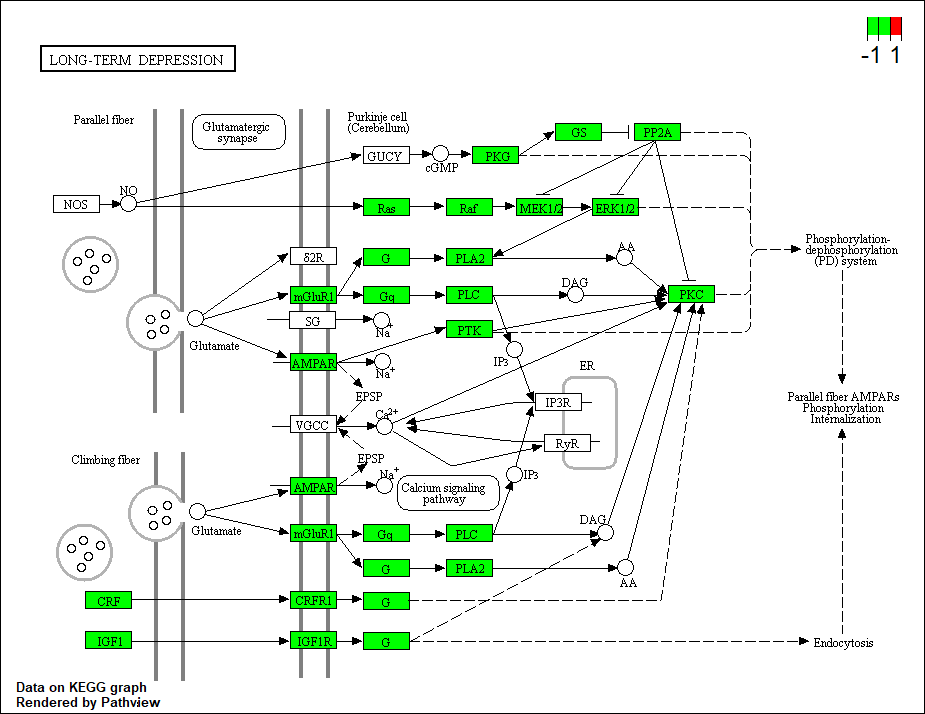 -1 1
LONG-TERM DEPRESSION
Parallel fiber
Glutamatergic
synapse
Purkinje cell
(Cerebellum)
GS
PP2A
GUCY
cGMP
PKG
NOS
NO
Ras
Raf
MEK1/2
ERK1/2
δ2R
G
PLA2
AA
Phosphorylation-
dephosphorylation
(PD) system
mGluR1
Gq
PLC
DAG
PKC
SG
Na+
PTK
Glutamate
AMPAR
Na+
IP3
ER
EPSP
IP3R
Parallel fiber AMPARs
Phosphorylation
Internalization
VGCC
Ca2+
RyR
Climbing fiber
EPSP
Na+
IP3
AMPAR
Calcium signaling
pathway
Glutamate
mGluR1
Gq
PLC
DAG
G
PLA2
AA
CRF
CRFR1
G
IGF1
IGF1R
G
Endocytosis
Data on KEGG graph
Rendered by Pathview